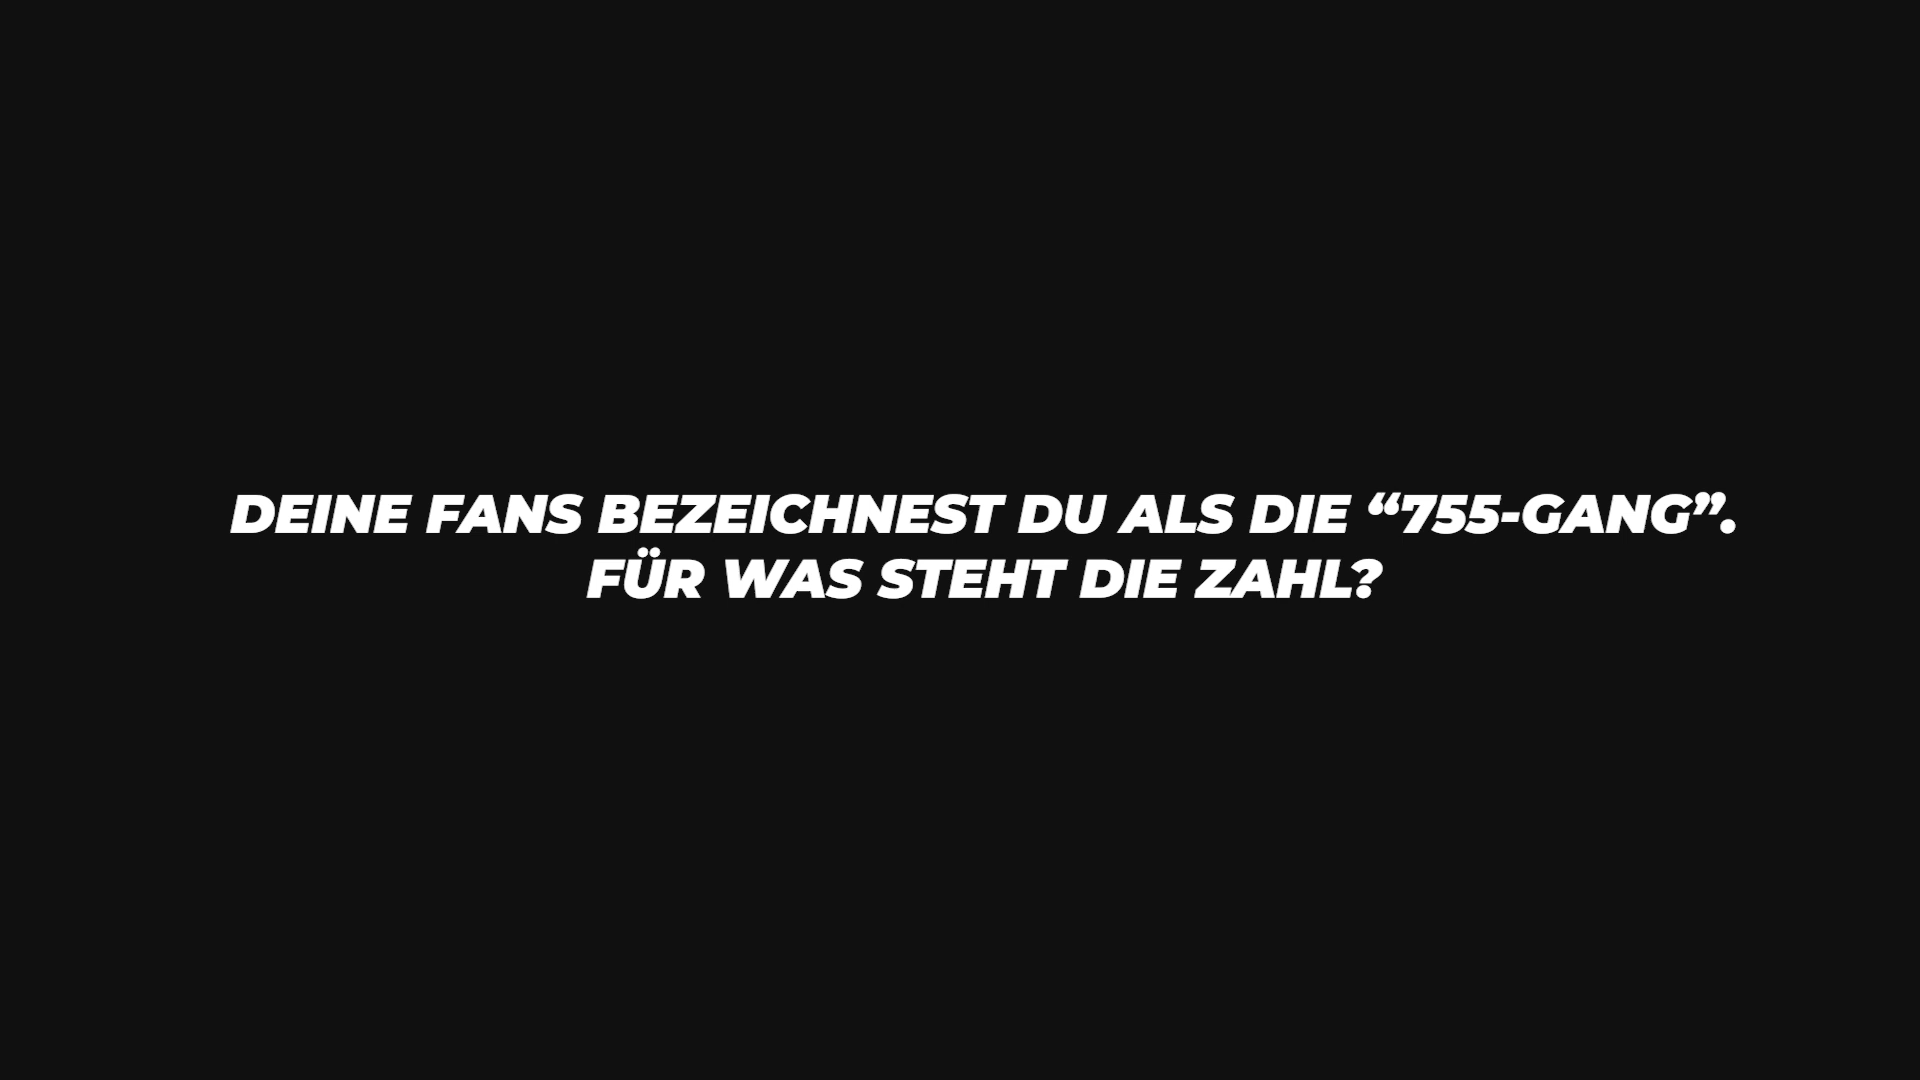 DEINE FANS BEZEICHNEST DU ALS DIE “755-GANG”.
FÜR WAS STEHT DIE ZAHL?